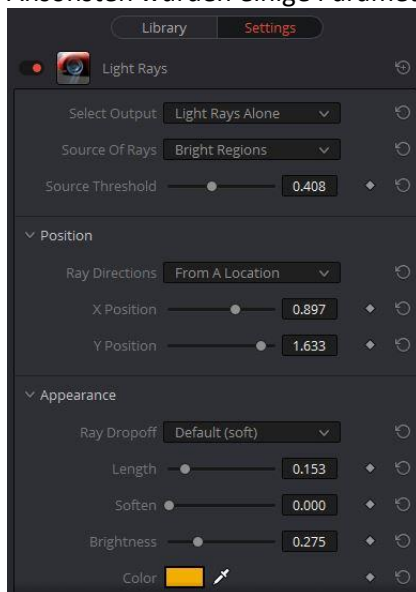 Library Settings
Light Rays
Select Output Light Rays Alone
Source Of Rays Bright Regions
Source Threshold 0.408
Position
Ray Directions From A Location
X Position 0.897
Y Position 1.633
Appearance
Ray Dropoff Default (soft)
Length 0.153
Soften 0.000
Brightness 0.275
Color